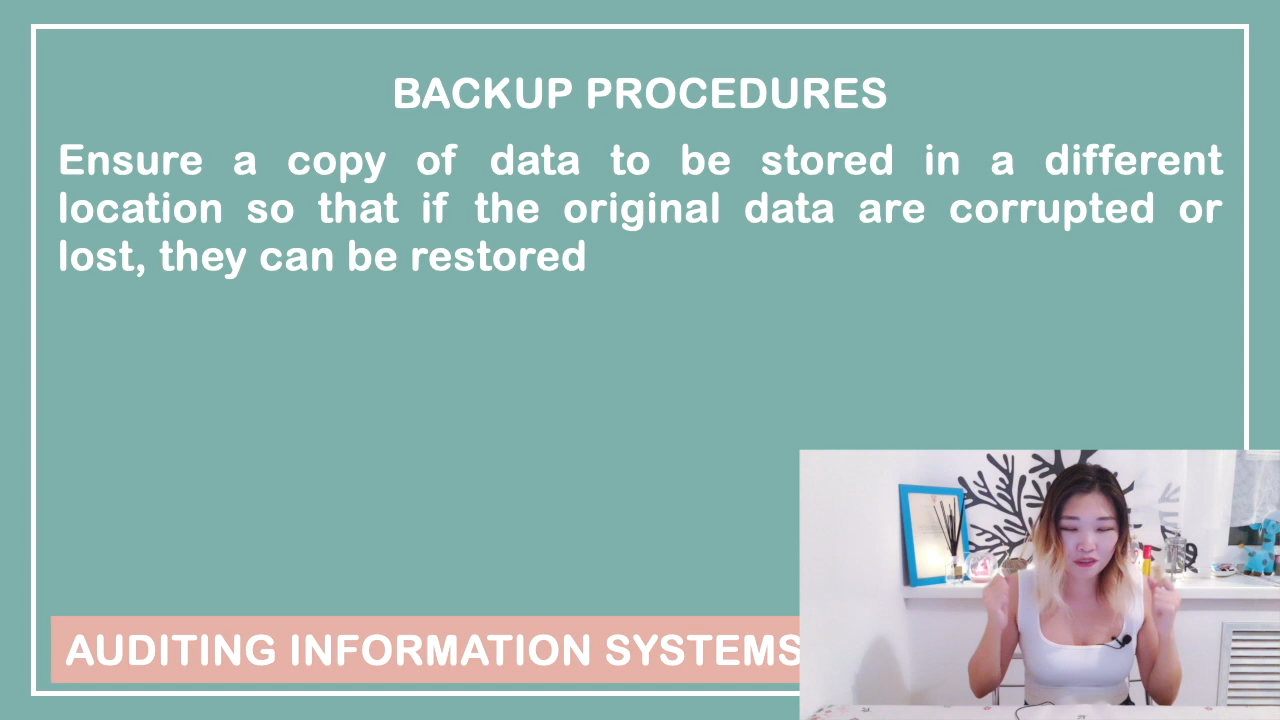 BACKUP PROCEDURES
Ensure a copy of data to be stored in a different
location so that if the original data are corrupted or
lost, they can be restored
AUDITING INFORMATION SYSTEMS